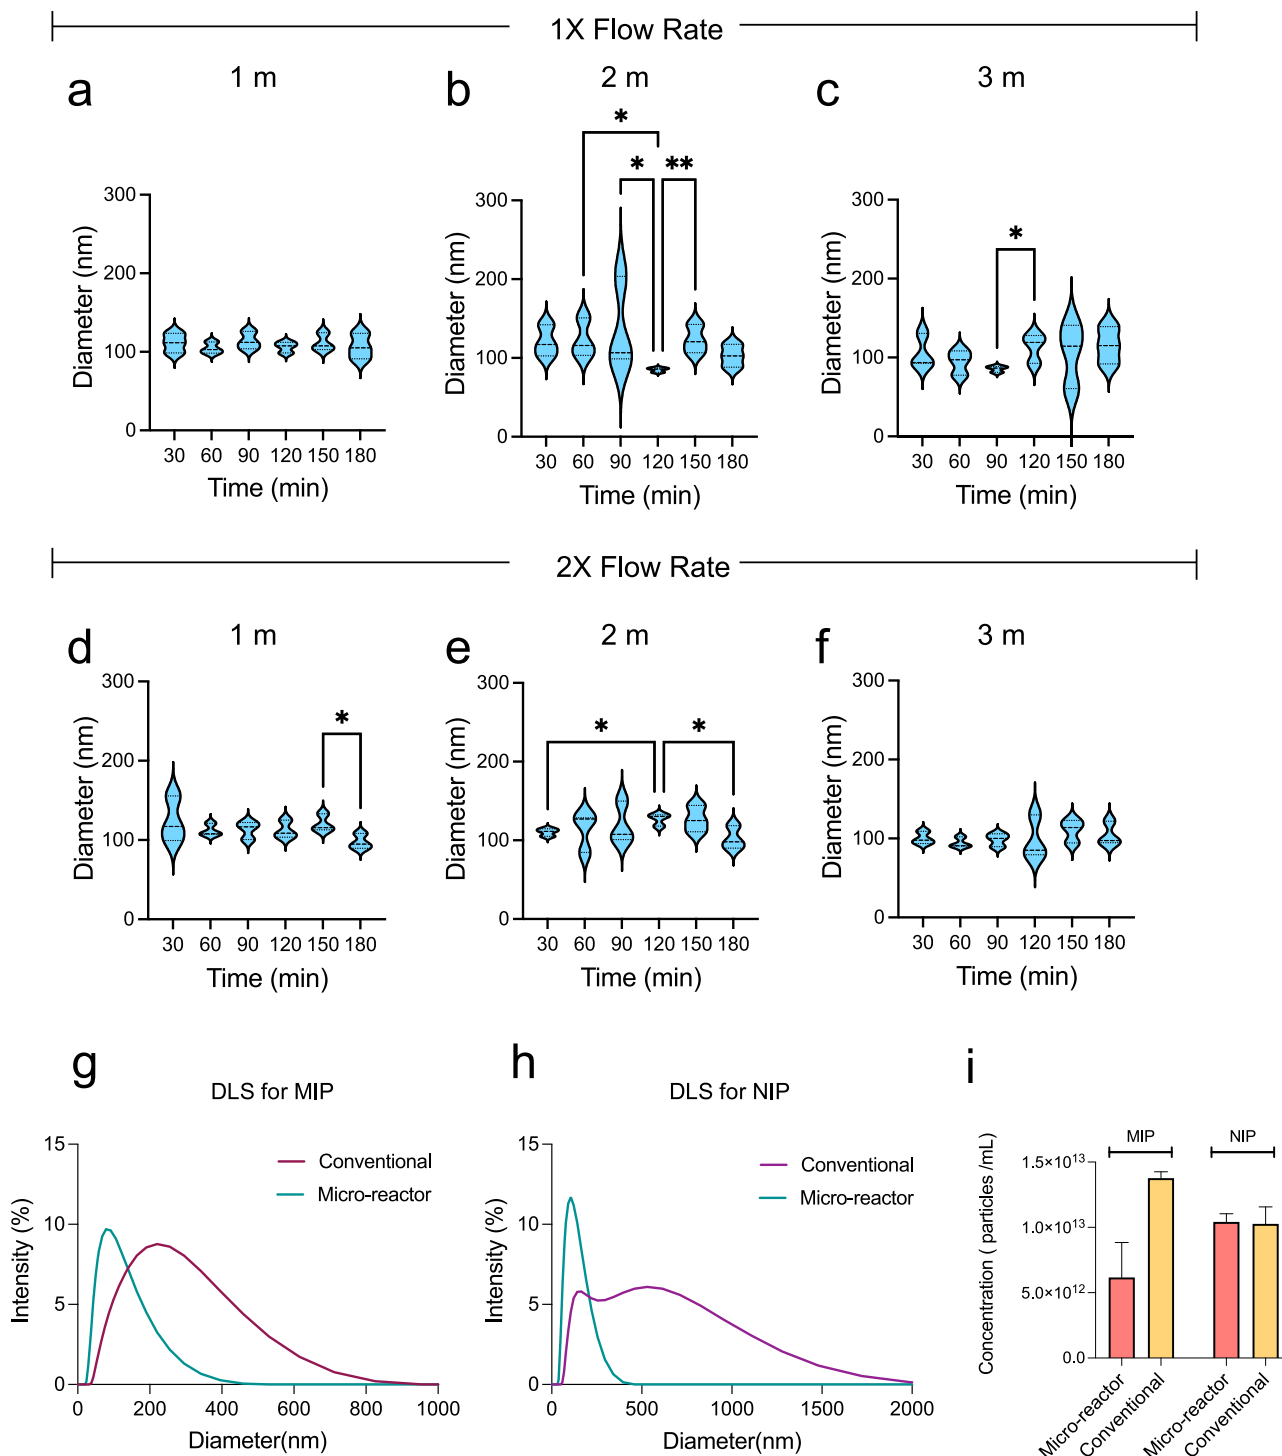 1X Flow Rate
a
1 m
b
2 m
c
3 m
*
*
**
*
300
200
100
0
Diameter (nm)
30 60 90 120 150 180
Time (min)
300
200
100
0
Diameter (nm)
30 60 90 120 150 180
Time (min)
300
200
100
0
Diameter (nm)
30 60 90 120 150 180
Time (min)
2X Flow Rate
d
1 m
e
2 m
f
3 m
*
*
*
300
200
100
0
Diameter (nm)
30 60 90 120 150 180
Time (min)
300
200
100
0
Diameter (nm)
30 60 90 120 150 180
Time (min)
300
200
100
0
Diameter (nm)
30 60 90 120 150 180
Time (min)
g
DLS for MIP
Conventional
Micro-reactor
15
10
5
0
Intensity (%)
0 200 400 600 800 1000
Diameter(nm)
h
DLS for NIP
Conventional
Micro-reactor
15
10
5
0
Intensity (%)
0 500 1000 1500 2000
Diameter(nm)
i
MIP
NIP
1.5×10¹³
1.0×10¹³
5.0×10¹²
0.0
Concentration ( particles /mL)
Micro-reactor
Conventional
Micro-reactor
Conventional